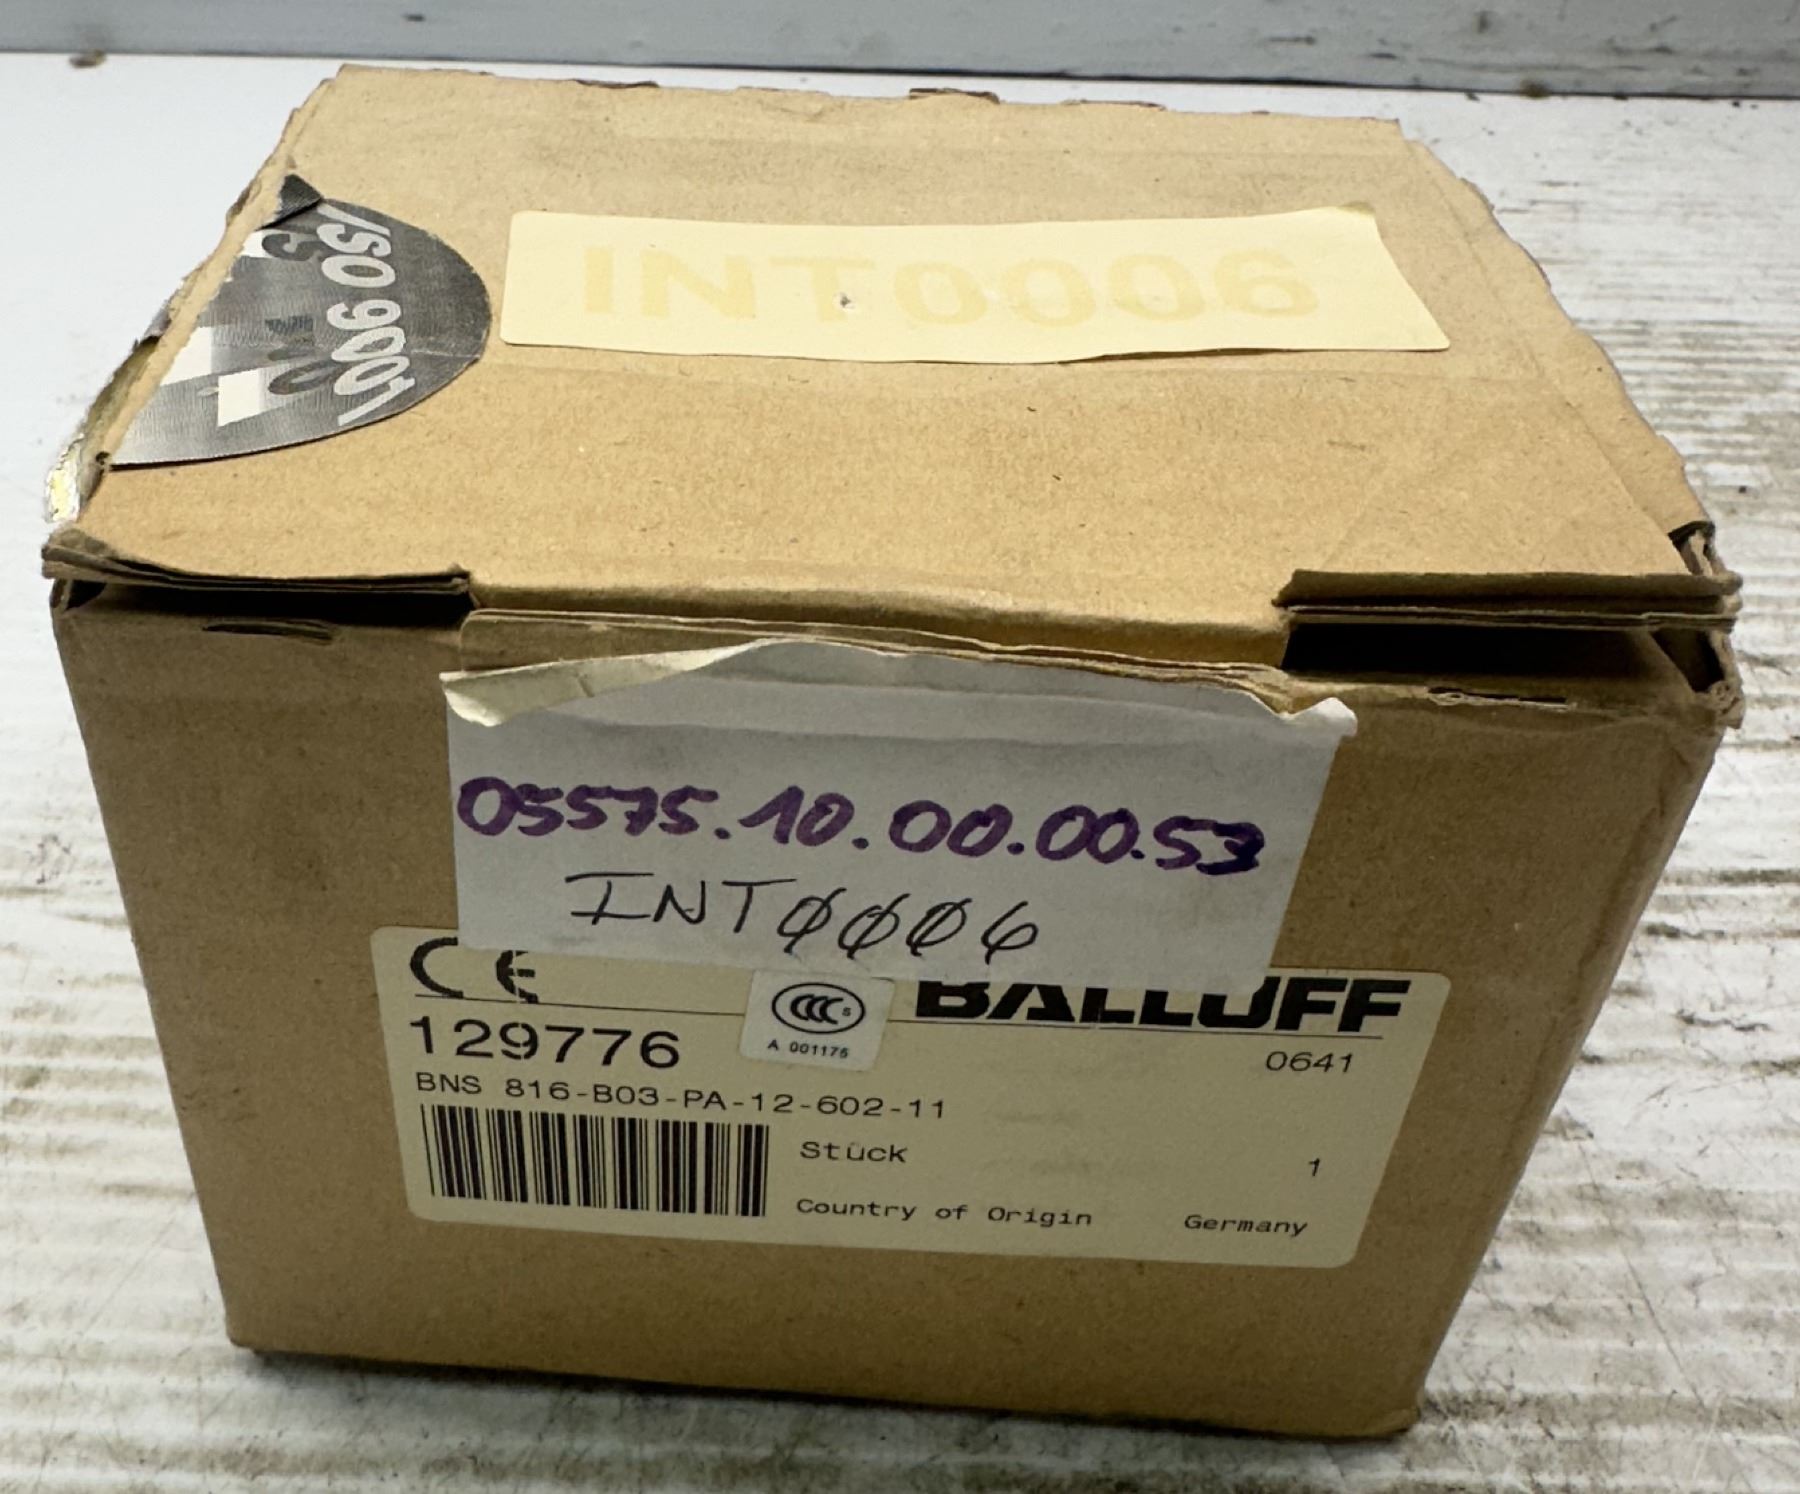 ISO 9001
INT0006
05575.10.00.00.53
INT0006
CE
BALLUFF
CCC S
A 001175
129776
0641
BNS 816-B03-PA-12-602-11
Stück
1
Country of Origin
Germany